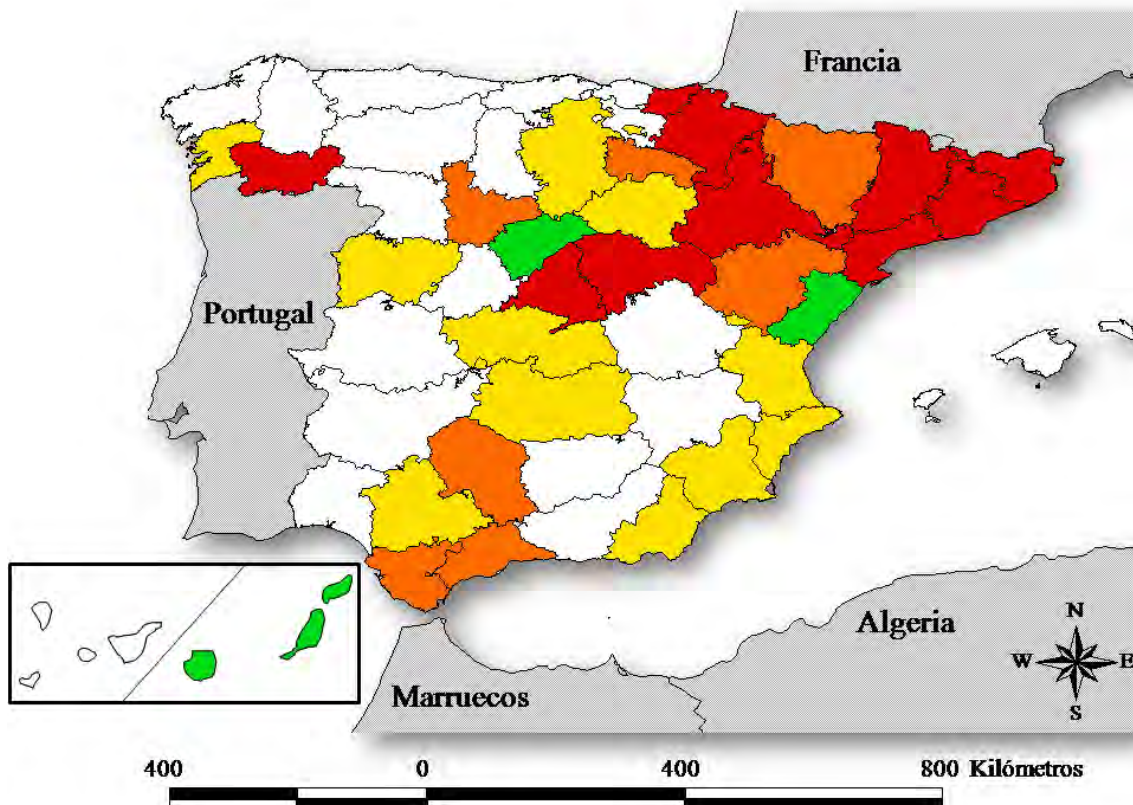 Francia
Portugal
Algeria
Marruecos
N
W E
S
400 0 400 800 Kilómetros